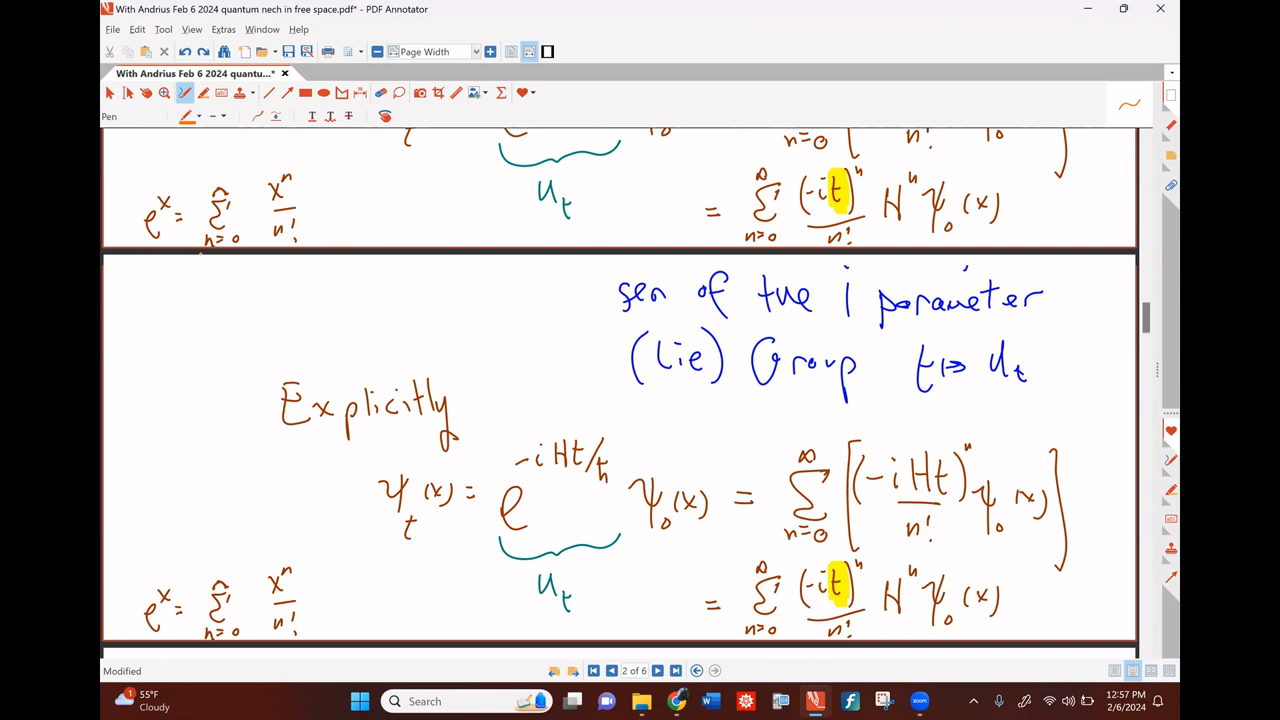 With Andrius Feb 6 2024 quantum nech in free space.pdf* - PDF Annotator
File Edit Tool View Extras Window Help
Page Width
With Andrius Feb 6 2024 quantu...*
Pen
n=0 n!
u_t
e^x = Σ n=0 x^n/n!
= Σ_{n=0}^∞ (-it)^n/n! H^n ψ_0(x)
gen of the 1 parameter
(Lie) Group t↦ U_t
Explicitly
ψ_t(x) = e^{-iHt/ħ} ψ_0(x) = Σ_{n=0}^∞ [(-iHt)^n/n! ψ_0(x)]
u_t
e^x = Σ n=0 x^n/n!
= Σ_{n=0}^∞ (-it)^n/n! H^n ψ_0(x)
Modified
2 of 6
1
55°F
Cloudy
Search
12:57 PM
2/6/2024